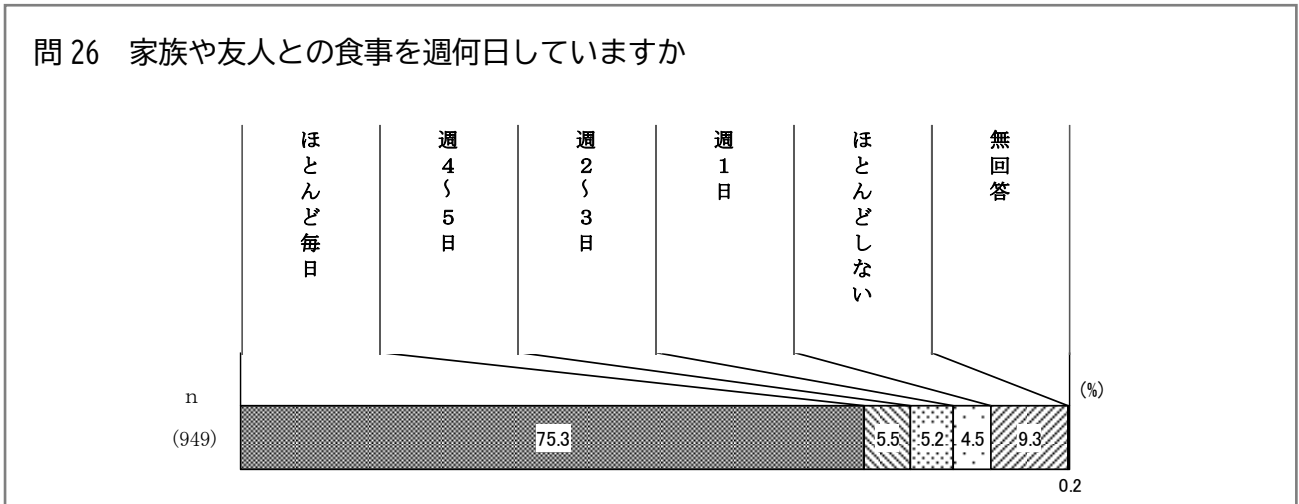 問 26 家族や友人との食事を週何日していますか
ほとんど毎日
週4～5日
週2～3日
週1日
ほとんどしない
無回答
(%)
n
(949)
75.3
5.5
5.2
4.5
9.3
0.2